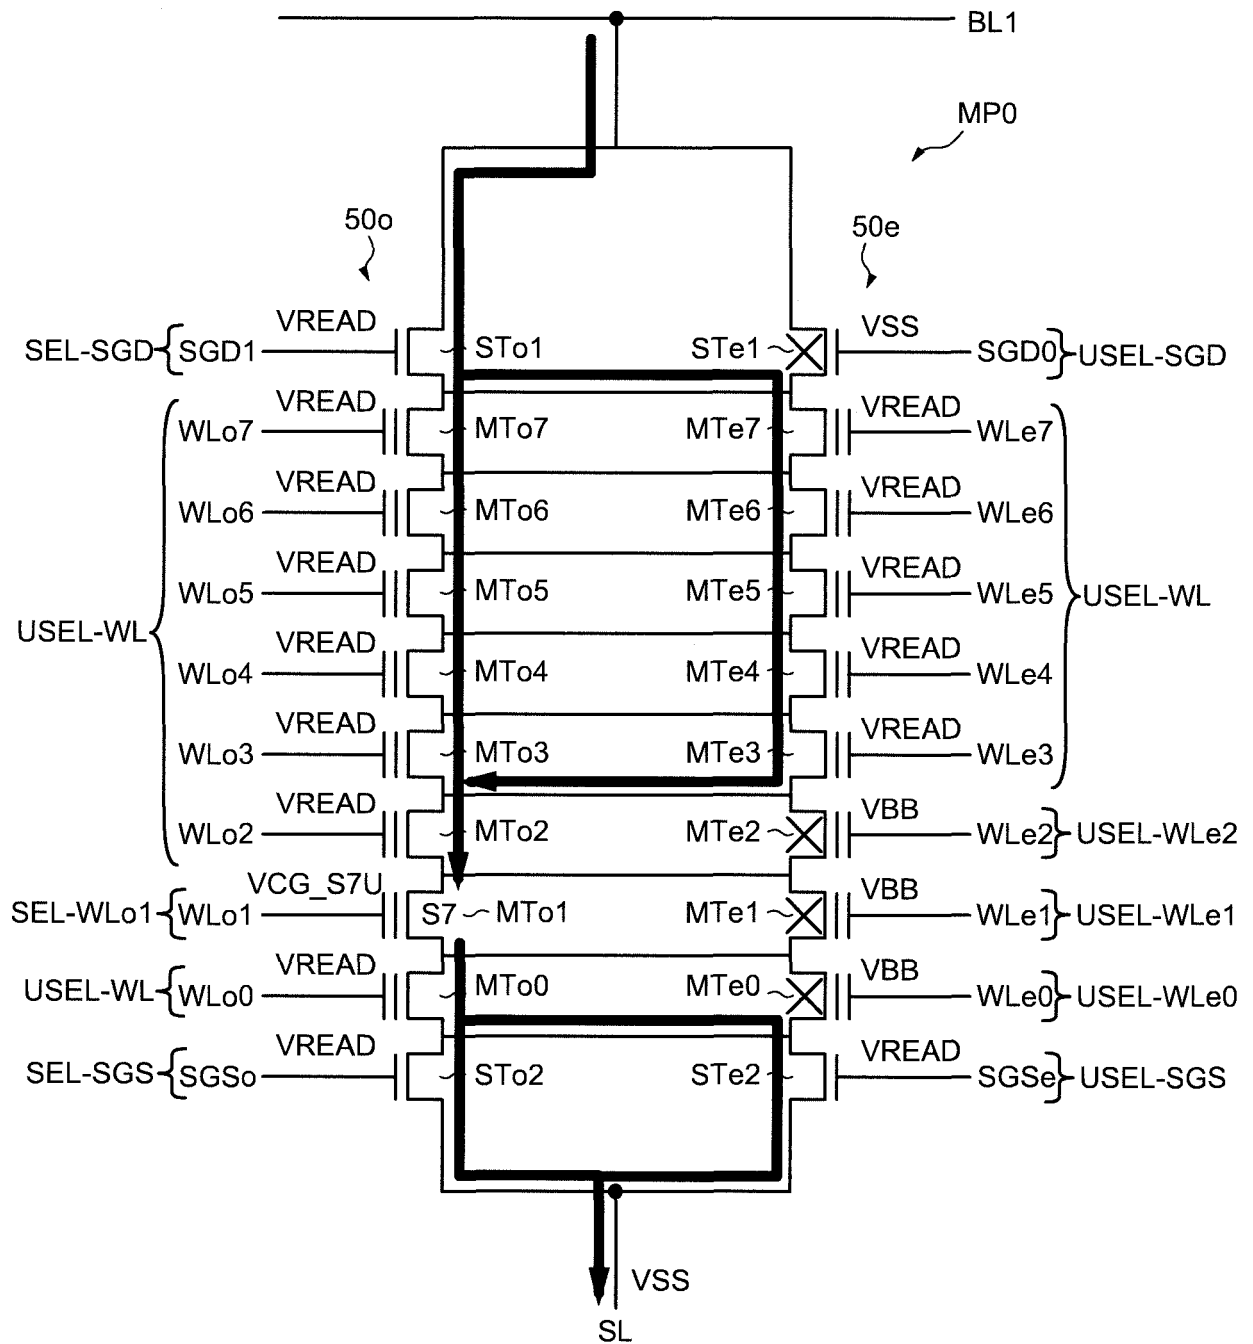 BL1
MP0
50o 50e
VREAD VSS
SEL-SGD SGD1 STo1 STe1 SGD0 USEL-SGD
VREAD VREAD
WLo7 MTo7 MTe7 WLe7
VREAD VREAD
WLo6 MTo6 MTe6 WLe6
VREAD VREAD
WLo5 MTo5 MTe5 WLe5
USEL-WL USEL-WL
VREAD VREAD
WLo4 MTo4 MTe4 WLe4
VREAD VREAD
WLo3 MTo3 MTe3 WLe3
VREAD VBB
WLo2 MTo2 MTe2 WLe2 USEL-WLe2
VCG_S7U VBB
SEL-WLo1 WLo1 S7 MTo1 MTe1 WLe1 USEL-WLe1
VREAD VBB
USEL-WL WLo0 MTo0 MTe0 WLe0 USEL-WLe0
VREAD VREAD
SEL-SGS SGSo STo2 STe2 SGSe USEL-SGS
VSS
SL